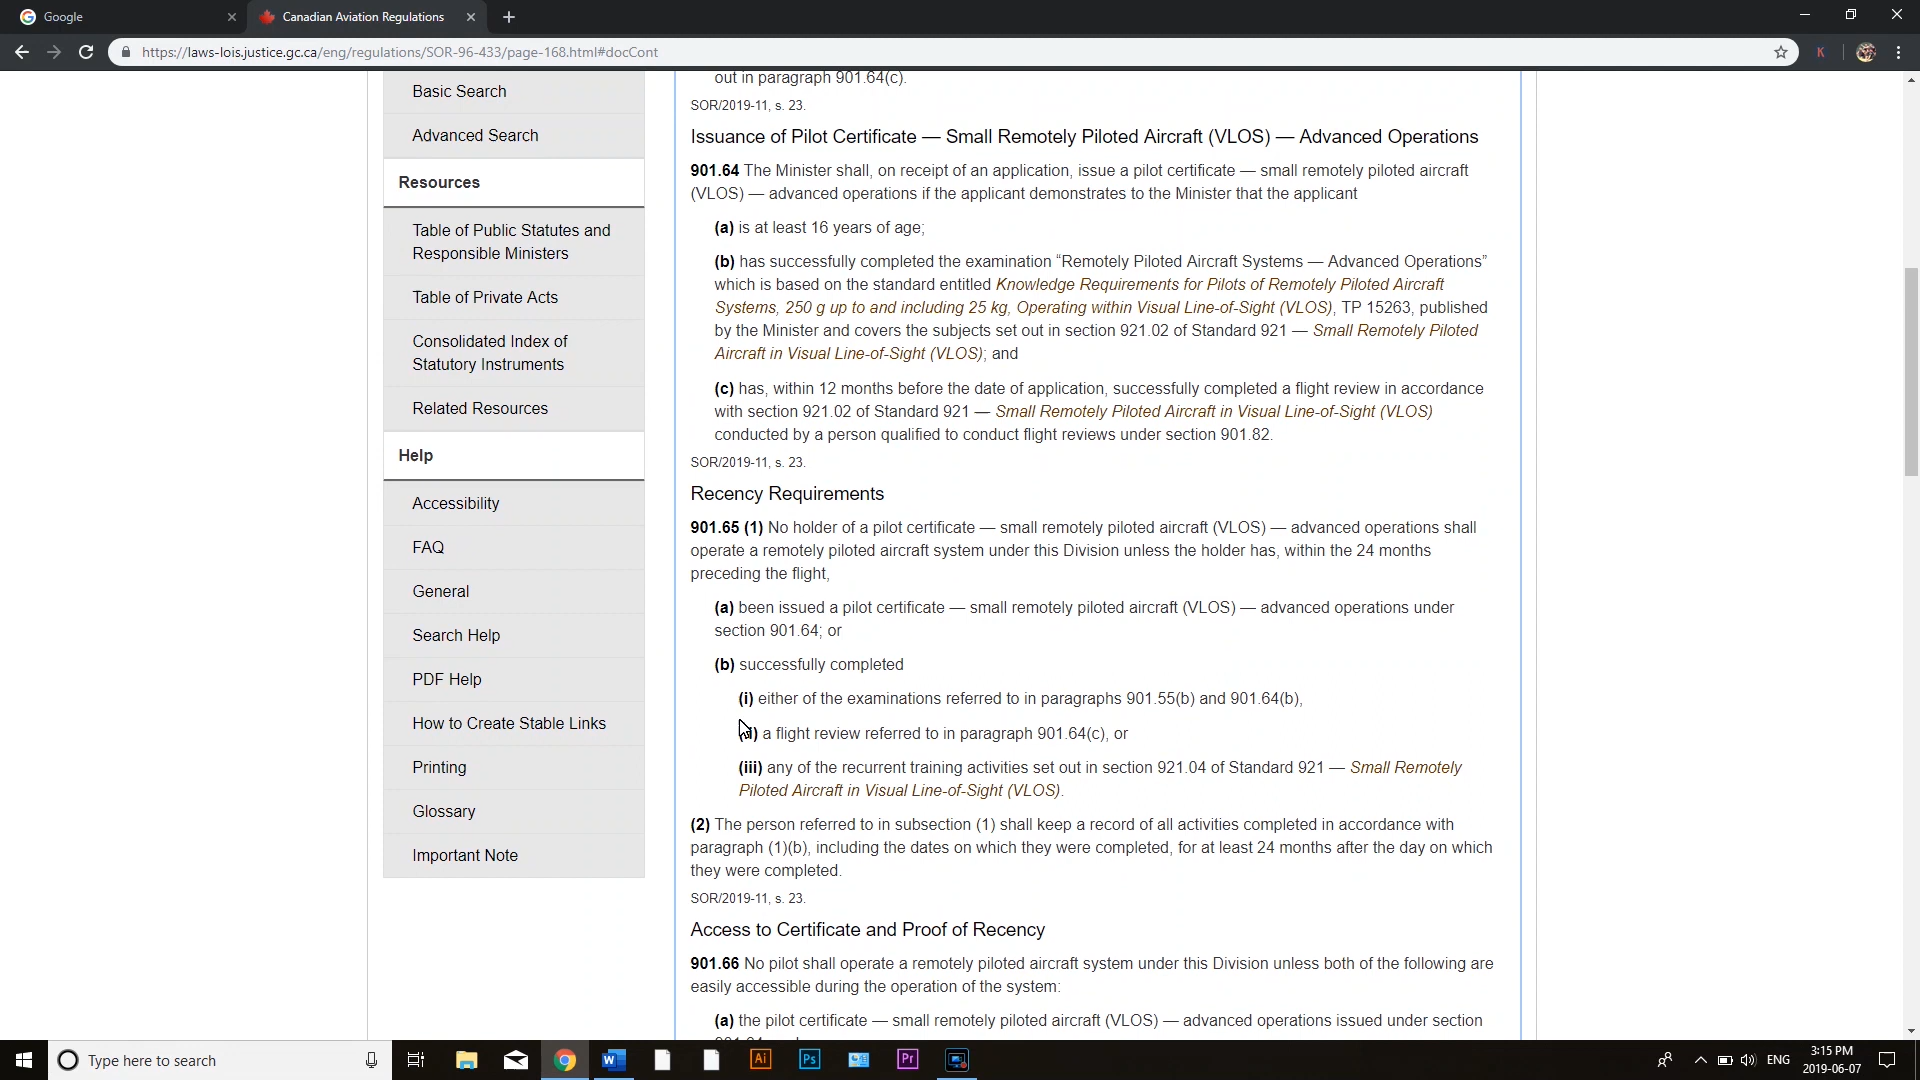 Google
Canadian Aviation Regulations
https://laws-lois.justice.gc.ca/eng/regulations/SOR-96-433/page-168.html#docCont
K
Basic Search
Advanced Search
Resources
Table of Public Statutes and
Responsible Ministers
Table of Private Acts
Consolidated Index of
Statutory Instruments
Related Resources
Help
Accessibility
FAQ
General
Search Help
PDF Help
How to Create Stable Links
Printing
Glossary
Important Note
out in paragraph 901.64(c).
SOR/2019-11, s. 23.
Issuance of Pilot Certificate — Small Remotely Piloted Aircraft (VLOS) — Advanced Operations
901.64 The Minister shall, on receipt of an application, issue a pilot certificate — small remotely piloted aircraft
(VLOS) — advanced operations if the applicant demonstrates to the Minister that the applicant
(a) is at least 16 years of age;
(b) has successfully completed the examination “Remotely Piloted Aircraft Systems — Advanced Operations”
which is based on the standard entitled Knowledge Requirements for Pilots of Remotely Piloted Aircraft
Systems, 250 g up to and including 25 kg, Operating within Visual Line-of-Sight (VLOS), TP 15263, published
by the Minister and covers the subjects set out in section 921.02 of Standard 921 — Small Remotely Piloted
Aircraft in Visual Line-of-Sight (VLOS); and
(c) has, within 12 months before the date of application, successfully completed a flight review in accordance
with section 921.02 of Standard 921 — Small Remotely Piloted Aircraft in Visual Line-of-Sight (VLOS)
conducted by a person qualified to conduct flight reviews under section 901.82.
SOR/2019-11, s. 23.
Recency Requirements
901.65 (1) No holder of a pilot certificate — small remotely piloted aircraft (VLOS) — advanced operations shall
operate a remotely piloted aircraft system under this Division unless the holder has, within the 24 months
preceding the flight,
(a) been issued a pilot certificate — small remotely piloted aircraft (VLOS) — advanced operations under
section 901.64; or
(b) successfully completed
(i) either of the examinations referred to in paragraphs 901.55(b) and 901.64(b),
a flight review referred to in paragraph 901.64(c), or
(iii) any of the recurrent training activities set out in section 921.04 of Standard 921 — Small Remotely
Piloted Aircraft in Visual Line-of-Sight (VLOS).
(2) The person referred to in subsection (1) shall keep a record of all activities completed in accordance with
paragraph (1)(b), including the dates on which they were completed, for at least 24 months after the day on which
they were completed.
SOR/2019-11, s. 23.
Access to Certificate and Proof of Recency
901.66 No pilot shall operate a remotely piloted aircraft system under this Division unless both of the following are
easily accessible during the operation of the system:
(a) the pilot certificate — small remotely piloted aircraft (VLOS) — advanced operations issued under section
Type here to search
Ai
Ps
Pr
ENG
3:15 PM
2019-06-07